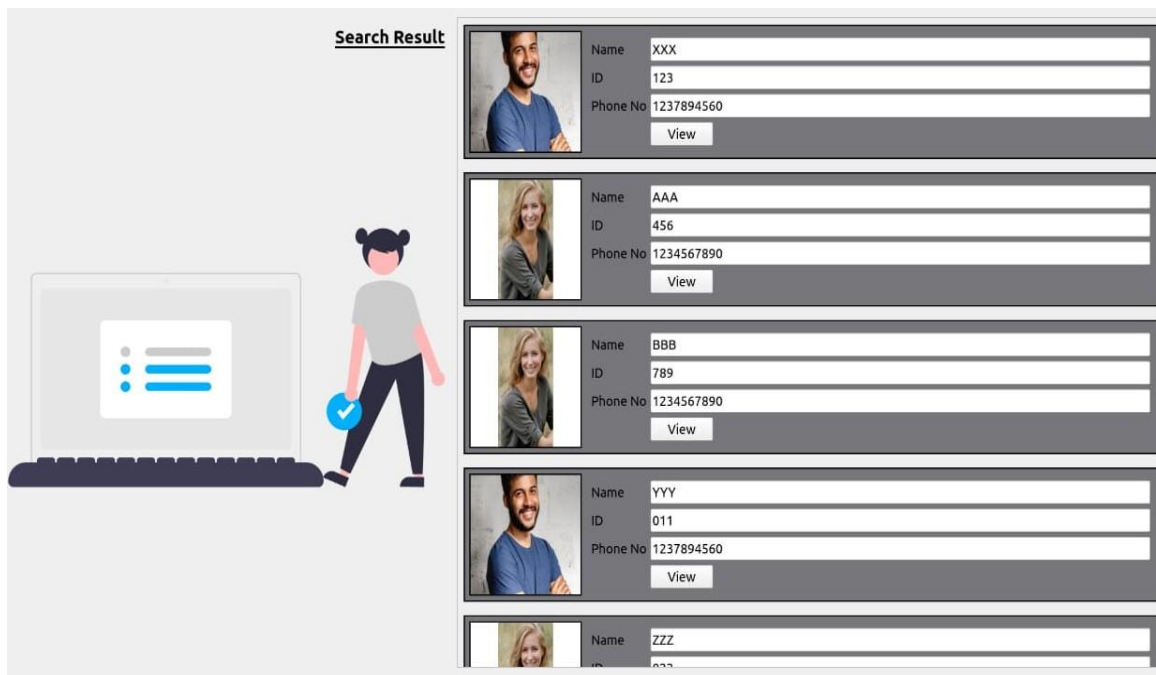 Search Result
Name XXX
ID 123
Phone No 1237894560
View
Name AAA
ID 456
Phone No 1234567890
View
Name BBB
ID 789
Phone No 1234567890
View
Name YYY
ID 011
Phone No 1237894560
View
Name ZZZ
ID